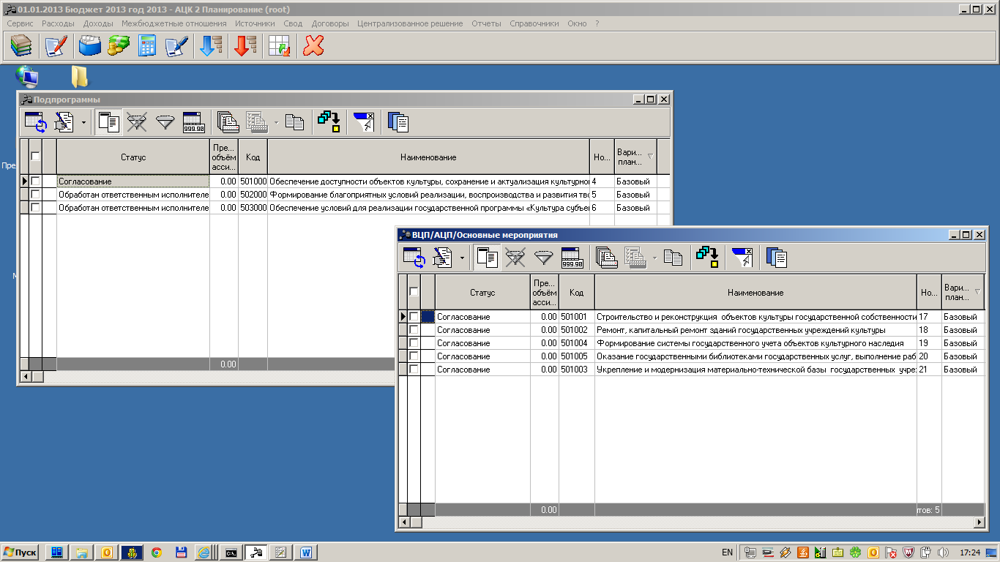 01.01.2013 Бюджет 2013 год 2013 - АЦК 2 Планирование (root)
Сервис Расходы Доходы Межбюджетные отношения Источники Свод Договоры Централизованное решение Отчеты Справочники Окно ?
Подпрограммы
999.98
Статус Пре... объём асси... Код Наименование Но... Вари... план...
Согласование 0.00 501000 Обеспечение доступности объектов культуры, сохранение и актуализация культурно 4 Базовый
Обработан ответственным исполнителе 0.00 502000 Формирование благоприятных условий реализации, воспроизводства и развития тво 5 Базовый
Обработан ответственным исполнителе 0.00 503000 Обеспечение условий для реализации государственной программы «Культура субъе 6 Базовый
0.00
ВЦП/АЦП/Основные мероприятия
999.98
Статус Пре... объём асси... Код Наименование Но... Вари... план...
Согласование 0.00 501001 Строительство и реконструкция объектов культуры государственной собственности 17 Базовый
Согласование 0.00 501002 Ремонт, капитальный ремонт зданий государственных учреждений культуры 18 Базовый
Согласование 0.00 501004 Формирование системы государственного учета объектов культурного наследия 19 Базовый
Согласование 0.00 501005 Оказание государственными библиотеками государственных услуг, выполнение раб 20 Базовый
Согласование 0.00 501003 Укрепление и модернизация материально-технической базы государственных учре 21 Базовый
0.00 тов: 5
Пре
Пуск EN 17:24